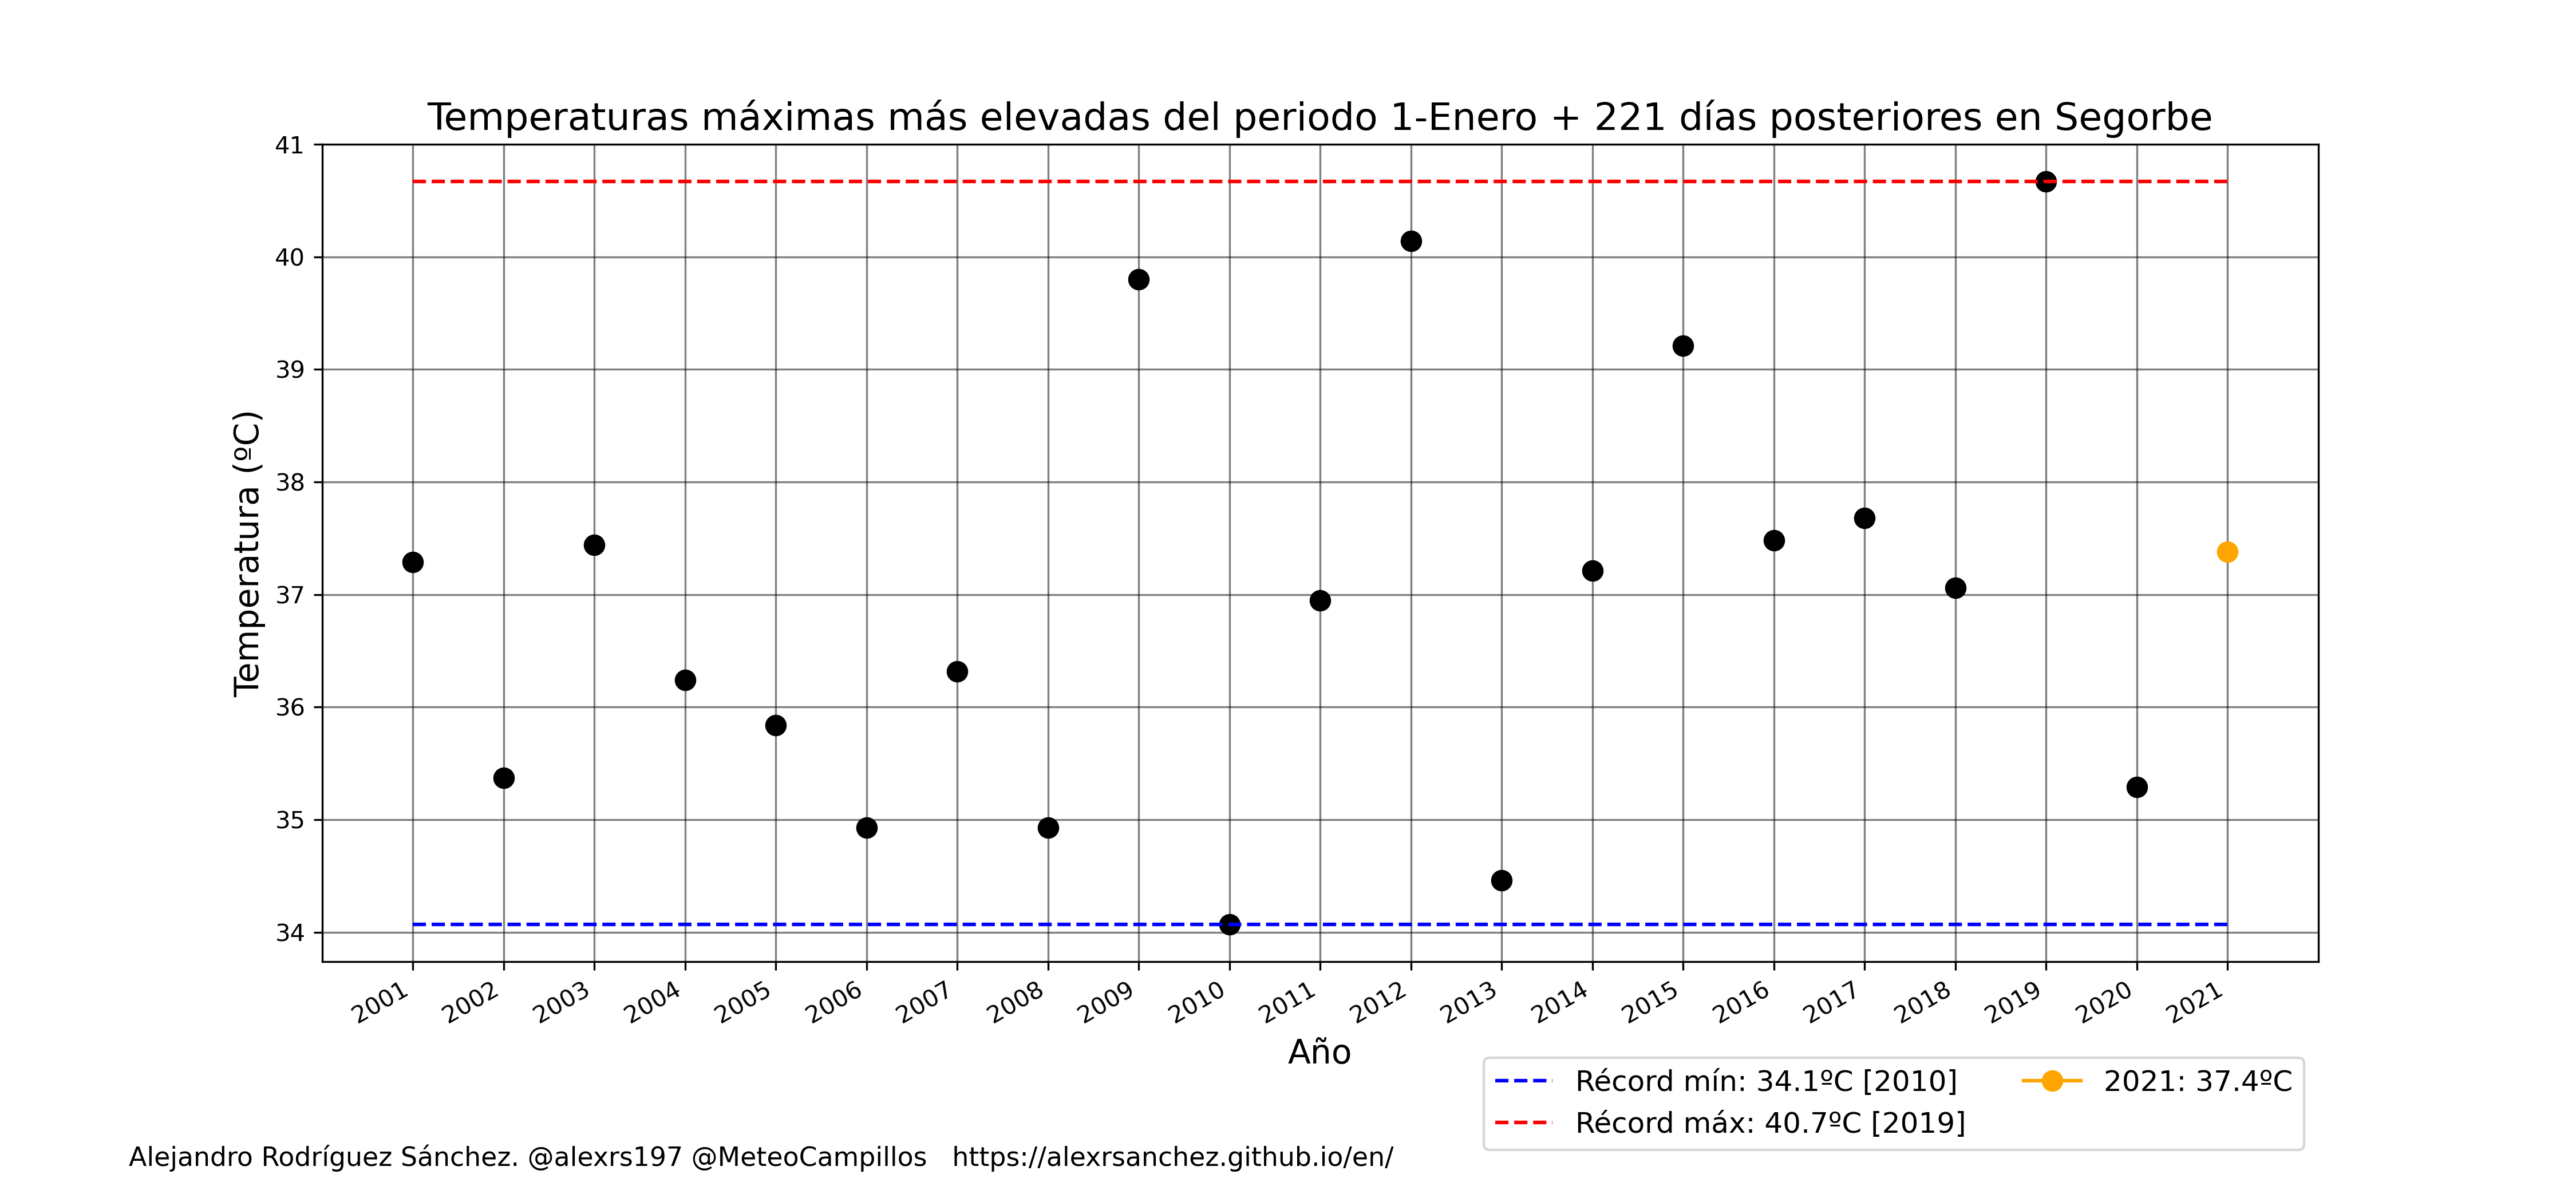 Temperaturas máximas más elevadas del periodo 1-Enero + 221 días posteriores en Segorbe
Temperatura (ºC)
41
40
39
38
37
36
35
34
2001 2002 2003 2004 2005 2006 2007 2008 2009 2010 2011 2012 2013 2014 2015 2016 2017 2018 2019 2020 2021
Año
Récord mín: 34.1ºC [2010]
Récord máx: 40.7ºC [2019]
2021: 37.4ºC
Alejandro Rodríguez Sánchez. @alexrs197 @MeteoCampillos https://alexrsanchez.github.io/en/